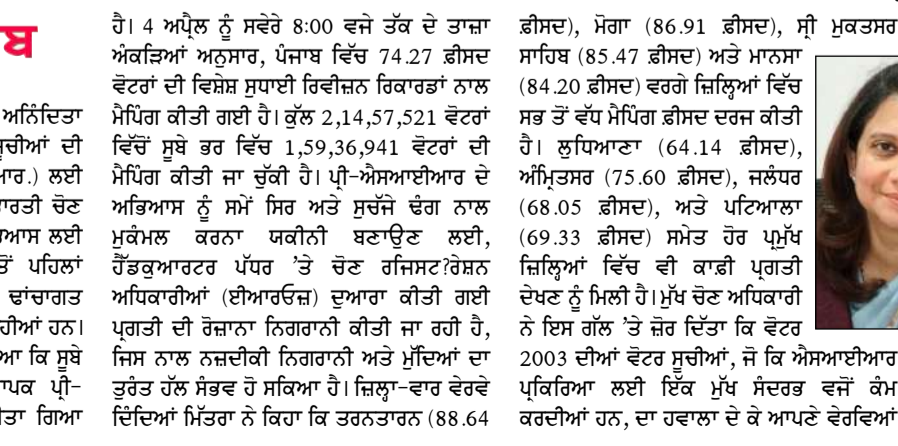 ਬ
ਅਨਿੰਦਿਤਾ
ਸੂਚੀਆਂ ਦੀ
ਆਰ.) ਲਈ
ਭਾਰਤੀ ਚੋਣ
ਲਈ
ਤੋਂ ਪਹਿਲਾਂ
ਢਾਂਚਾਗਤ
ਹਨ।
ਕਿ ਸੂਬੇ
ਪ੍ਰੀ-
ਗਿਆ
ਹੈ। 4 ਅਪ੍ਰੈਲ ਨੂੰ ਸਵੇਰੇ 8:00 ਵਜੇ ਤੱਕ ਦੇ ਤਾਜ਼ਾ
ਅੰਕੜਿਆਂ ਅਨੁਸਾਰ, ਪੰਜਾਬ ਵਿੱਚ 74.27 ਫ਼ੀਸਦ
ਵੋਟਰਾਂ ਦੀ ਵਿਸ਼ੇਸ਼ ਸੁਧਾਈ ਰਿਵੀਜ਼ਨ ਰਿਕਾਰਡਾਂ ਨਾਲ
ਮੈਪਿੰਗ ਕੀਤੀ ਗਈ ਹੈ। ਕੁੱਲ 2,14,57,521 ਵੋਟਰਾਂ
ਵਿੱਚੋਂ ਸੂਬੇ ਭਰ ਵਿੱਚ 1,59,36,941 ਵੋਟਰਾਂ ਦੀ
ਮੈਪਿੰਗ ਕੀਤੀ ਜਾ ਚੁੱਕੀ ਹੈ। ਪ੍ਰੀ-ਐਸਆਈਆਰ ਦੇ
ਅਭਿਆਸ ਨੂੰ ਸਮੇਂ ਸਿਰ ਅਤੇ ਸੁਚੱਜੇ ਢੰਗ ਨਾਲ
ਮੁਕੰਮਲ ਕਰਨਾ ਯਕੀਨੀ ਬਣਾਉਣ ਲਈ,
ਹੈੱਡਕੁਆਰਟਰ ਪੱਧਰ 'ਤੇ ਚੋਣ ਰਜਿਸਟ?ਰੇਸ਼ਨ
ਅਧਿਕਾਰੀਆਂ (ਈਆਰਓਜ਼) ਦੁਆਰਾ ਕੀਤੀ ਗਈ
ਪ੍ਰਗਤੀ ਦੀ ਰੋਜ਼ਾਨਾ ਨਿਗਰਾਨੀ ਕੀਤੀ ਜਾ ਰਹੀ ਹੈ,
ਜਿਸ ਨਾਲ ਨਜ਼ਦੀਕੀ ਨਿਗਰਾਨੀ ਅਤੇ ਮੁੱਦਿਆਂ ਦਾ
ਤੁਰੰਤ ਹੱਲ ਸੰਭਵ ਹੋ ਸਕਿਆ ਹੈ। ਜ਼ਿਲ੍ਹਾ-ਵਾਰ ਵੇਰਵੇ
ਦਿੰਦਿਆਂ ਮਿੱਤਰਾ ਨੇ ਕਿਹਾ ਕਿ ਤਰਨਤਾਰਨ (88.64
ਫ਼ੀਸਦ), ਮੋਗਾ (86.91 ਫ਼ੀਸਦ), ਸ੍ਰੀ ਮੁਕਤਸਰ
ਸਾਹਿਬ (85.47 ਫ਼ੀਸਦ) ਅਤੇ ਮਾਨਸਾ
(84.20 ਫ਼ੀਸਦ) ਵਰਗੇ ਜ਼ਿਲ੍ਹਿਆਂ ਵਿੱਚ
ਸਭ ਤੋਂ ਵੱਧ ਮੈਪਿੰਗ ਫ਼ੀਸਦ ਦਰਜ ਕੀਤੀ
ਹੈ। ਲੁਧਿਆਣਾ (64.14 ਫ਼ੀਸਦ),
ਅੰਮ੍ਰਿਤਸਰ (75.60 ਫ਼ੀਸਦ), ਜਲੰਧਰ
(68.05 ਫ਼ੀਸਦ), ਅਤੇ ਪਟਿਆਲਾ
(69.33 ਫ਼ੀਸਦ) ਸਮੇਤ ਹੋਰ ਪ੍ਰਮੁੱਖ
ਜ਼ਿਲ੍ਹਿਆਂ ਵਿੱਚ ਵੀ ਕਾਫ਼ੀ ਪ੍ਰਗਤੀ
ਦੇਖਣ ਨੂੰ ਮਿਲੀ ਹੈ।ਮੁੱਖ ਚੋਣ ਅਧਿਕਾਰੀ
ਨੇ ਇਸ ਗੱਲ 'ਤੇ ਜ਼ੋਰ ਦਿੱਤਾ ਕਿ ਵੋਟਰ
2003 ਦੀਆਂ ਵੋਟਰ ਸੂਚੀਆਂ, ਜੋ ਕਿ ਐਸਆਈਆਰ
ਪ੍ਰਕਿਰਿਆ ਲਈ ਇੱਕ ਮੁੱਖ ਸੰਦਰਭ ਵਜੋਂ ਕੰਮ
ਕਰਦੀਆਂ ਹਨ, ਦਾ ਹਵਾਲਾ ਦੇ ਕੇ ਆਪਣੇ ਵੇਰਵਿਆਂ